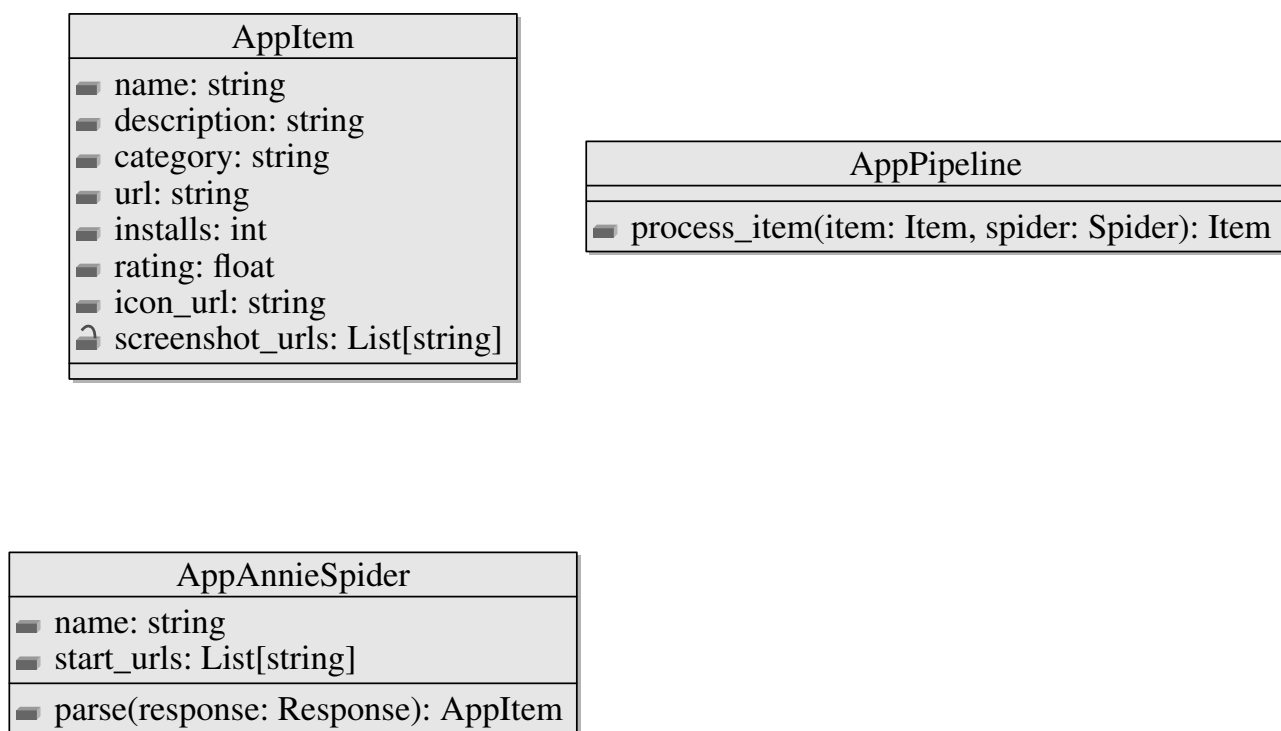 AppItem
name: string
description: string
category: string
url: string
installs: int
rating: float
icon_url: string
screenshot_urls: List[string]
AppPipeline
process_item(item: Item, spider: Spider): Item
AppAnnieSpider
name: string
start_urls: List[string]
parse(response: Response): AppItem